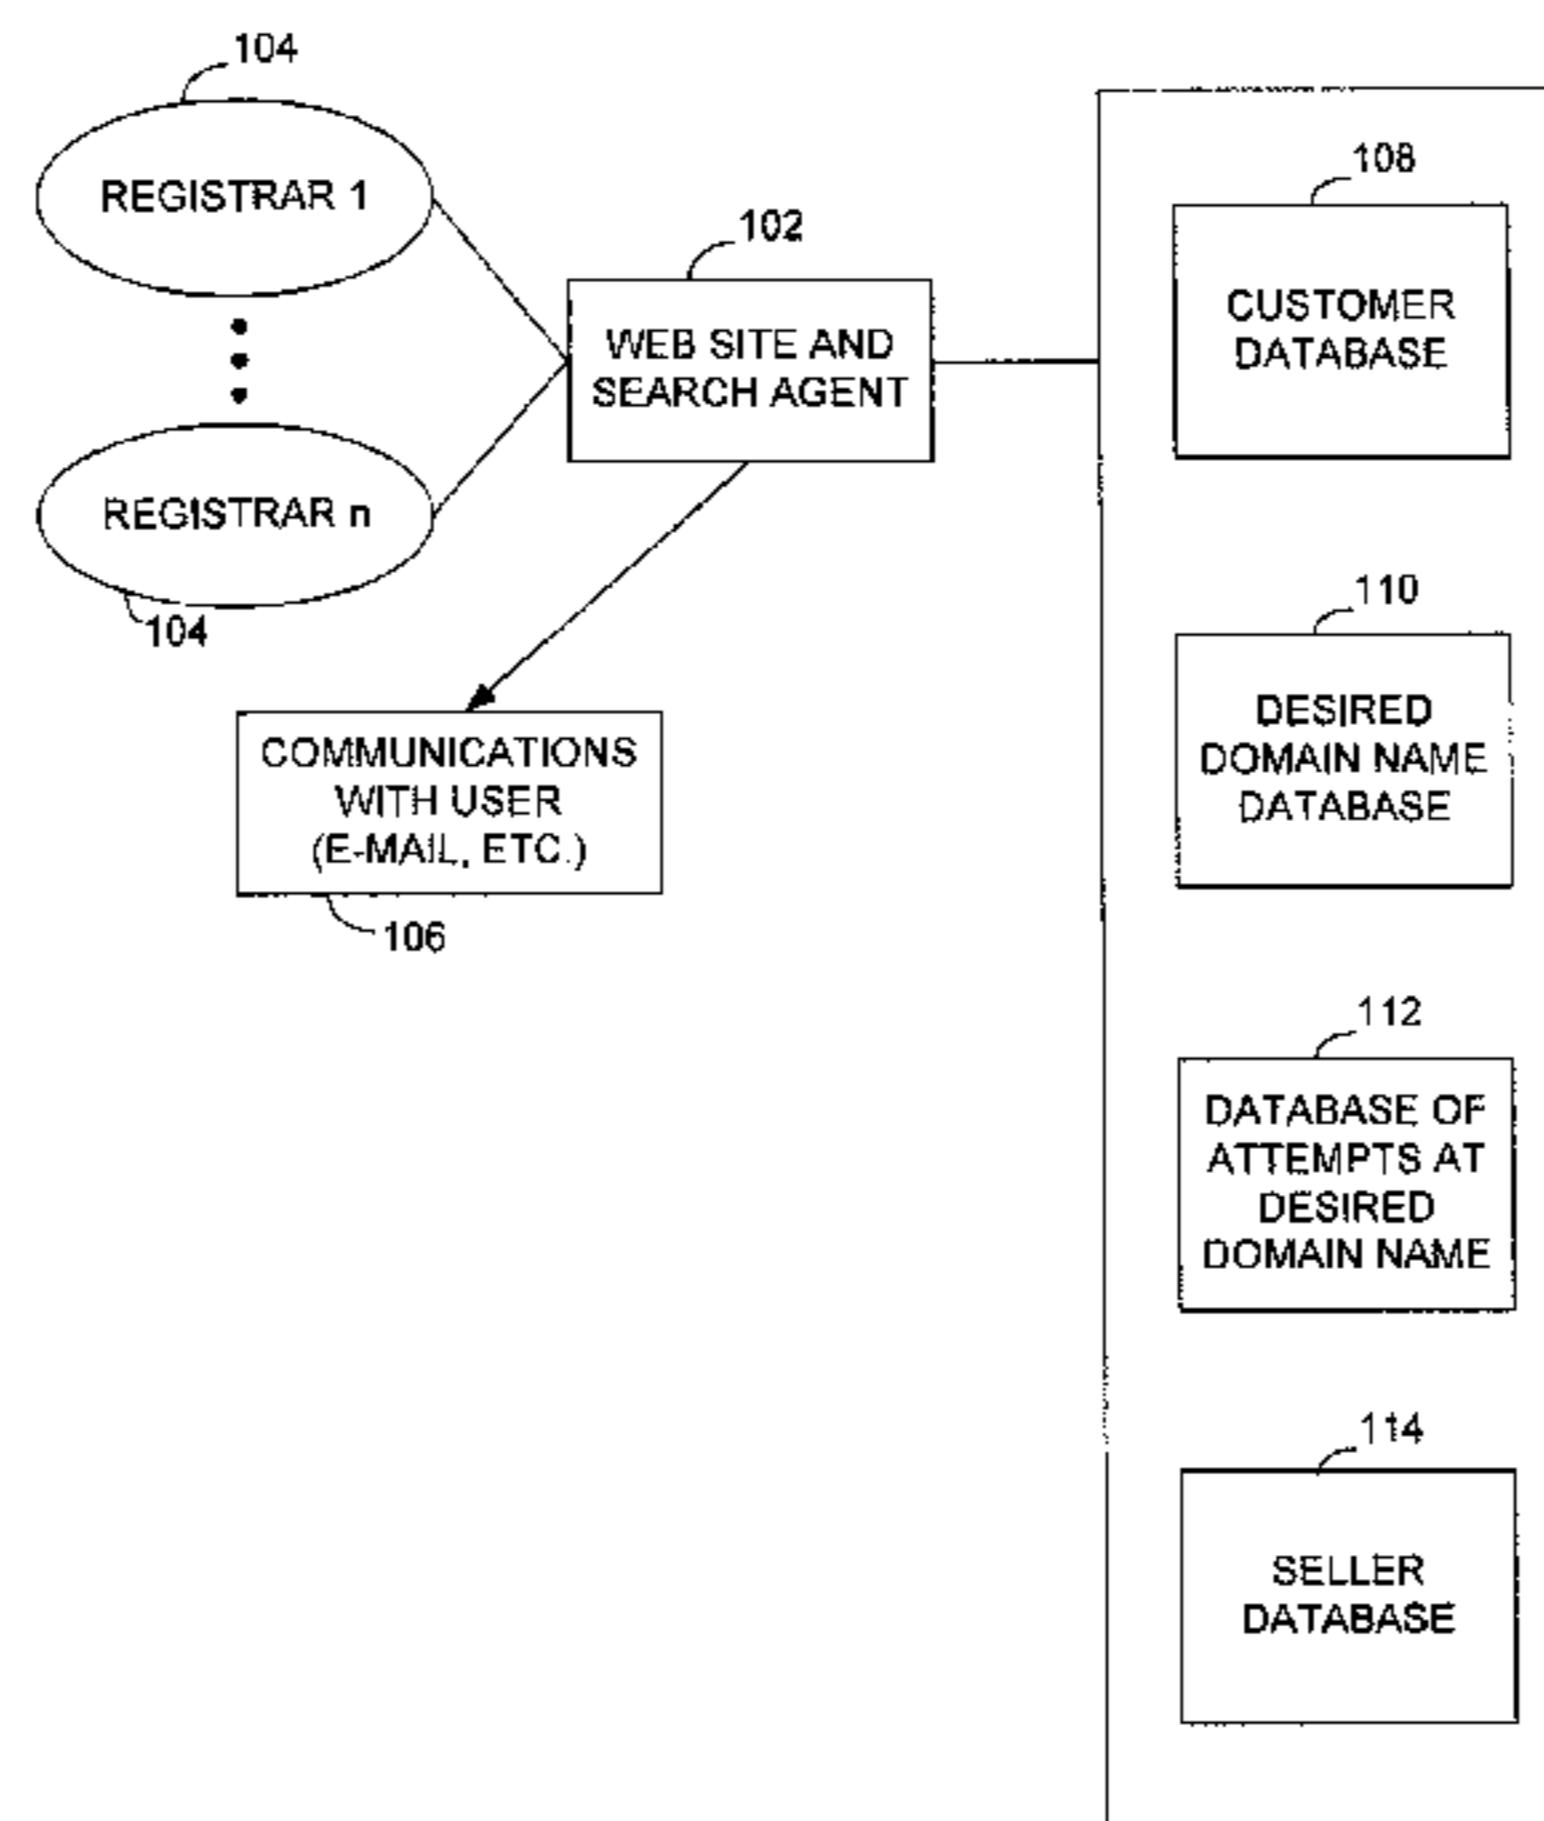 104
REGISTRAR 1
REGISTRAR n
104
102
WEB SITE AND
SEARCH AGENT
COMMUNICATIONS
WITH USER
(E-MAIL, ETC.)
106
108
CUSTOMER
DATABASE
110
DESIRED
DOMAIN NAME
DATABASE
112
DATABASE OF
ATTEMPTS AT
DESIRED
DOMAIN NAME
114
SELLER
DATABASE